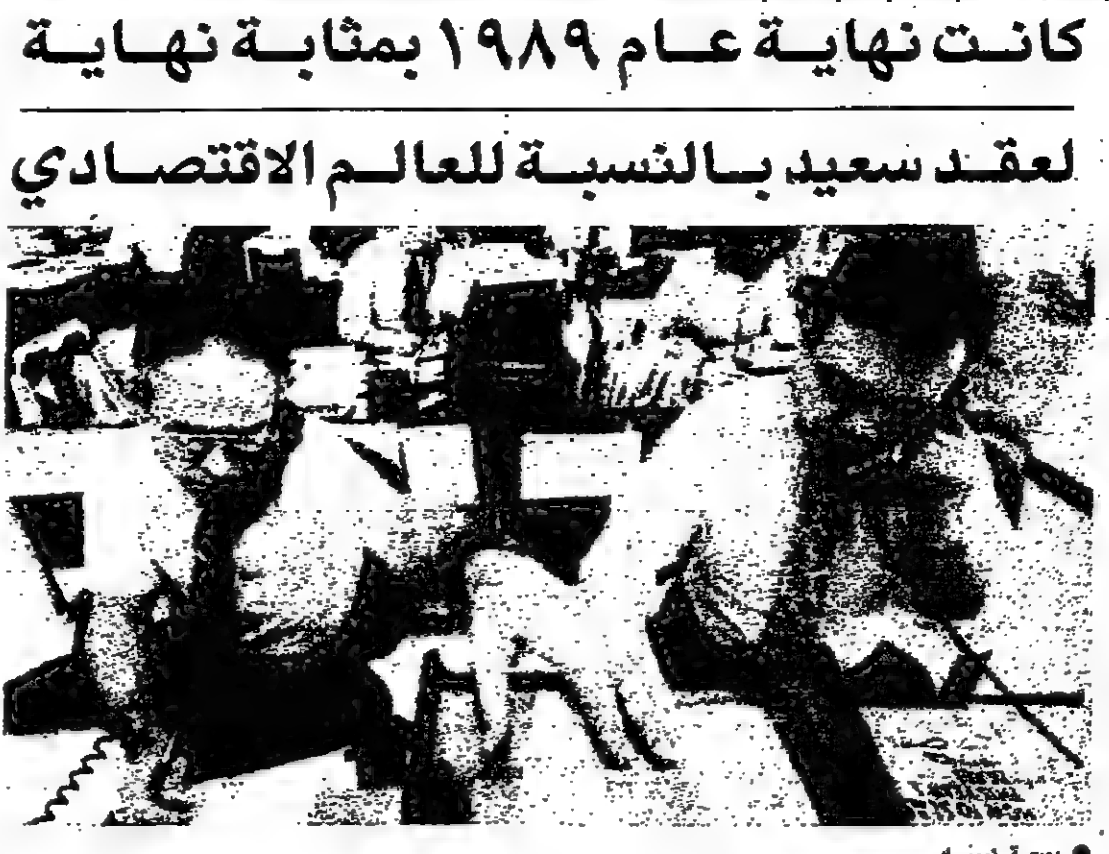 كانت نهاية عام ١٩٨٩ بمثابة نهاية
لعقد سعيد بالنسبة للعالم الاقتصادي